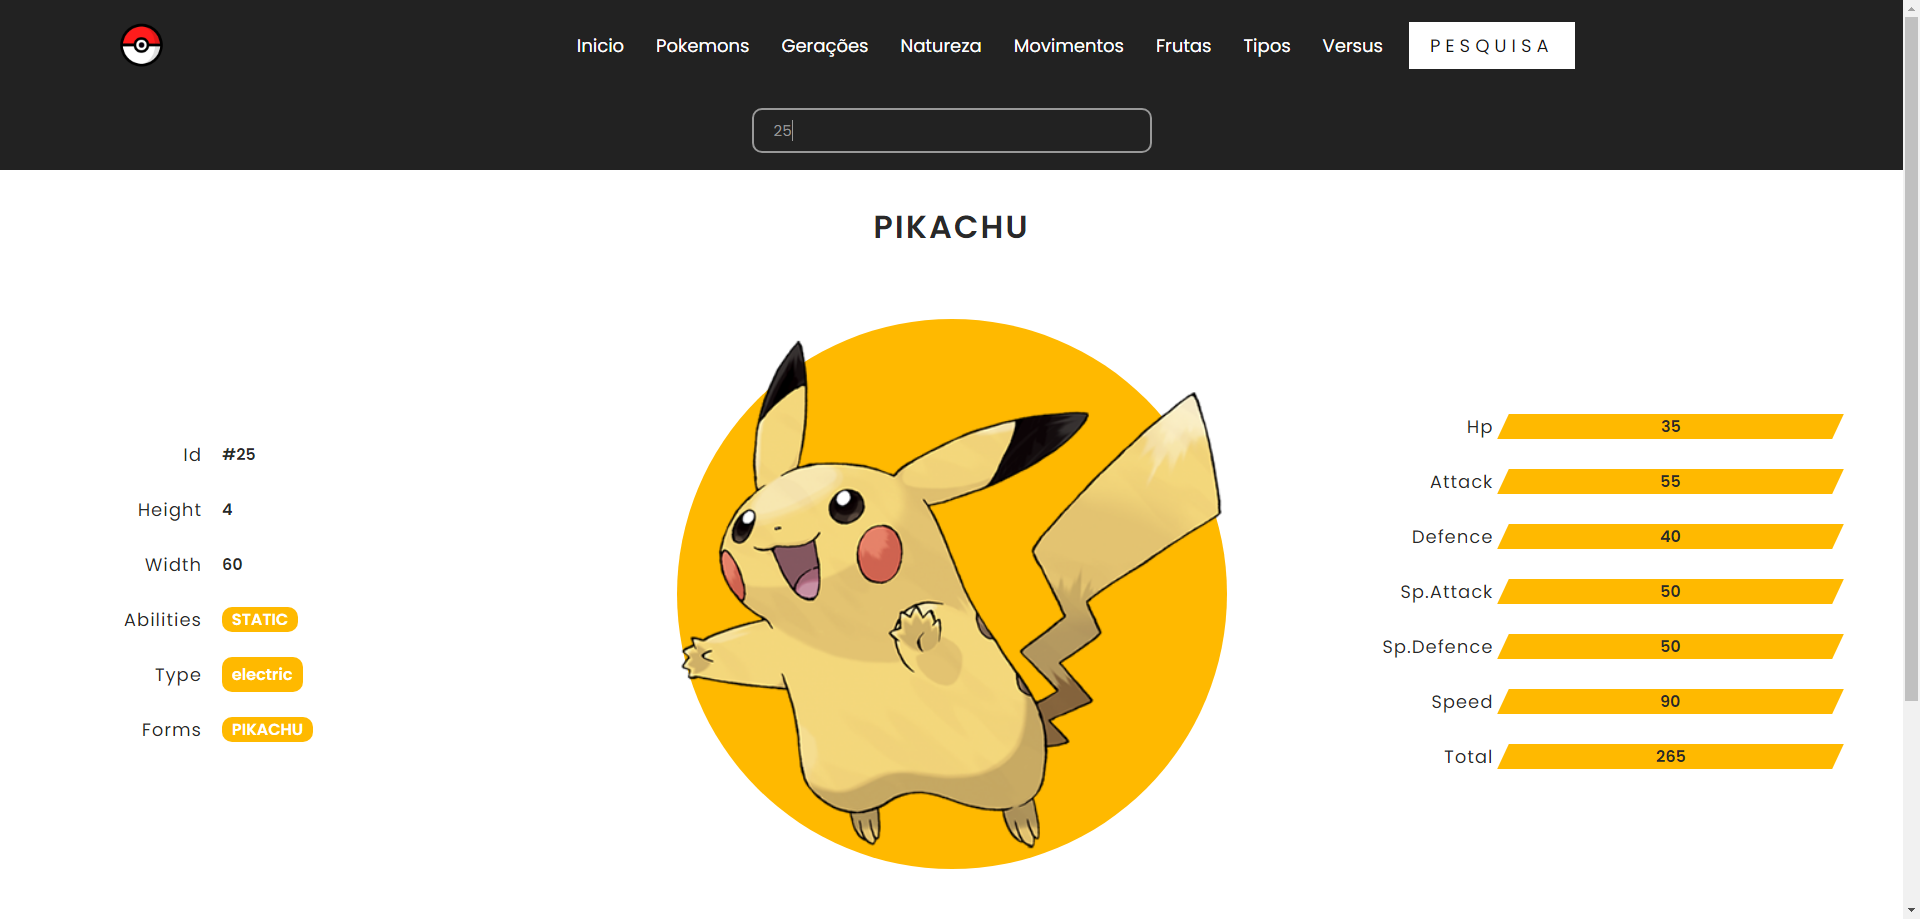 Inicio Pokemons Gerações Natureza Movimentos Frutas Tipos Versus PESQUISA
25
PIKACHU
Id #25
Height 4
Width 60
Abilities STATIC
Type electric
Forms PIKACHU
Hp 35
Attack 55
Defence 40
Sp.Attack 50
Sp.Defence 50
Speed 90
Total 265